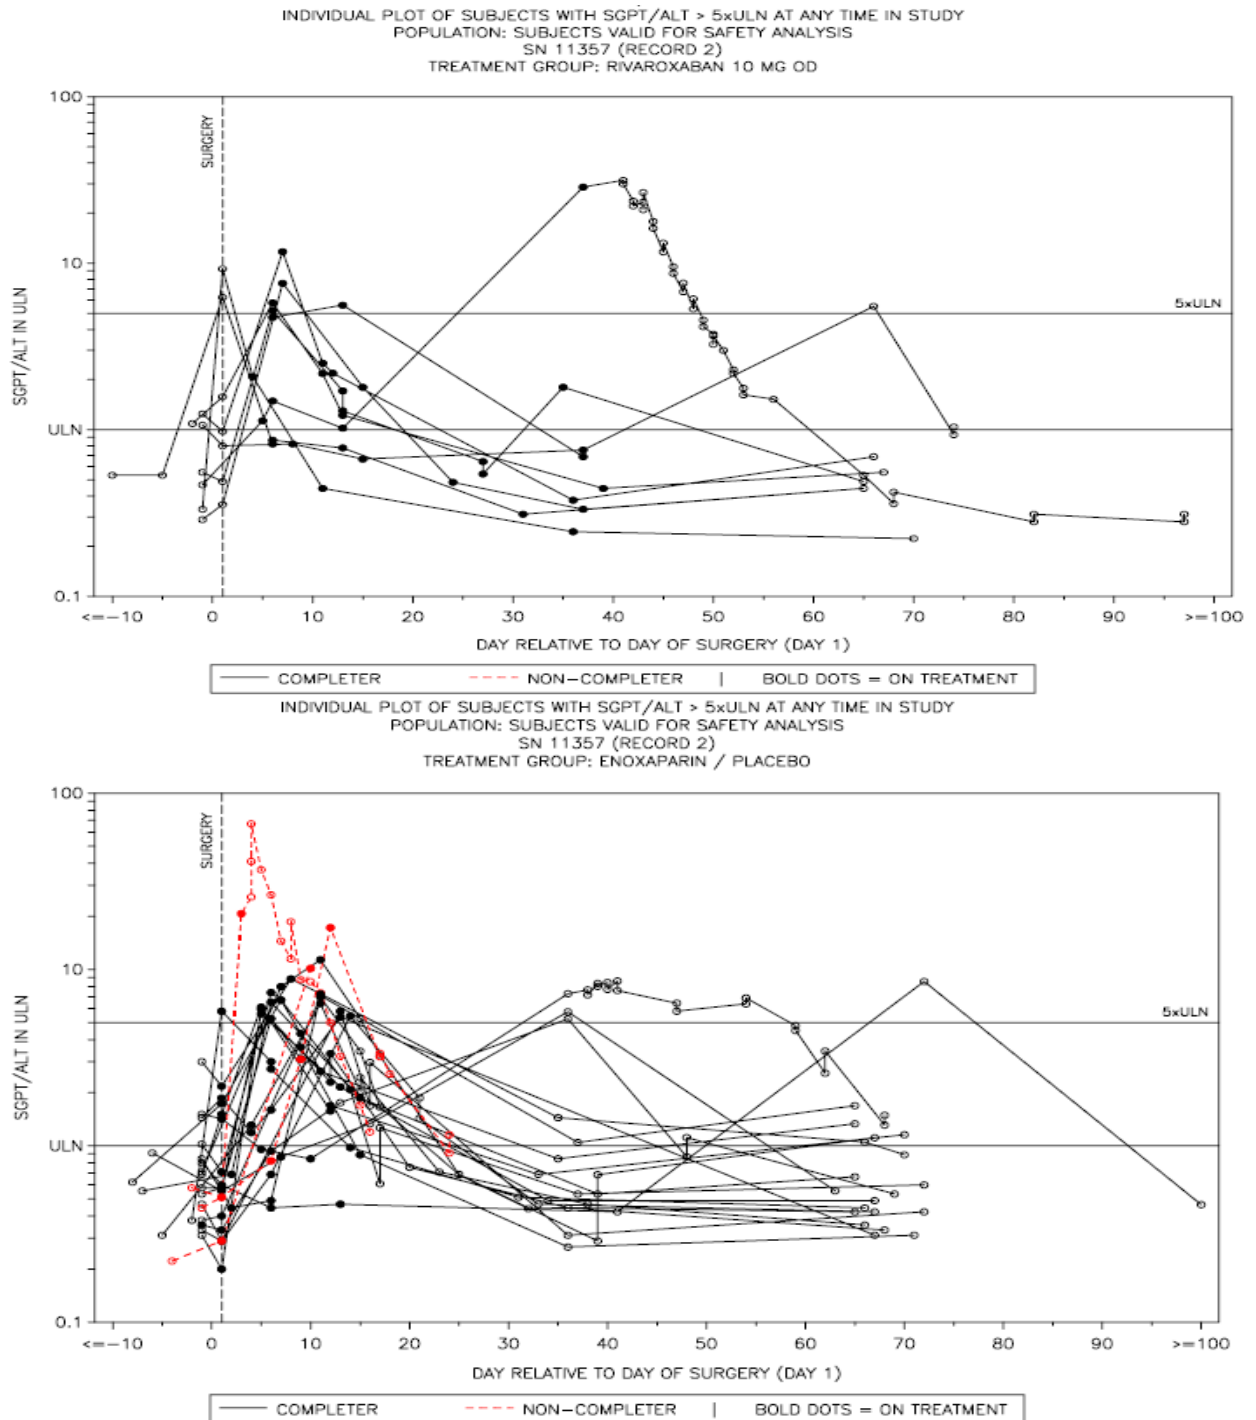 INDIVIDUAL PLOT OF SUBJECTS WITH SGPT/ALT > 5xULN AT ANY TIME IN STUDY
POPULATION: SUBJECTS VALID FOR SAFETY ANALYSIS
SN 11357 (RECORD 2)
TREATMENT GROUP: RIVAROXABAN 10 MG OD
100
SURGERY
10
5xULN
SGPT/ALT IN ULN
ULN
0.1
<=-10 0 10 20 30 40 50 60 70 80 90 >=100
DAY RELATIVE TO DAY OF SURGERY (DAY 1)
COMPLETER NON-COMPLETER | BOLD DOTS = ON TREATMENT
INDIVIDUAL PLOT OF SUBJECTS WITH SGPT/ALT > 5xULN AT ANY TIME IN STUDY
POPULATION: SUBJECTS VALID FOR SAFETY ANALYSIS
SN 11357 (RECORD 2)
TREATMENT GROUP: ENOXAPARIN / PLACEBO
100
SURGERY
10
5xULN
SGPT/ALT IN ULN
ULN
0.1
<=-10 0 10 20 30 40 50 60 70 80 90 >=100
DAY RELATIVE TO DAY OF SURGERY (DAY 1)
COMPLETER NON-COMPLETER | BOLD DOTS = ON TREATMENT